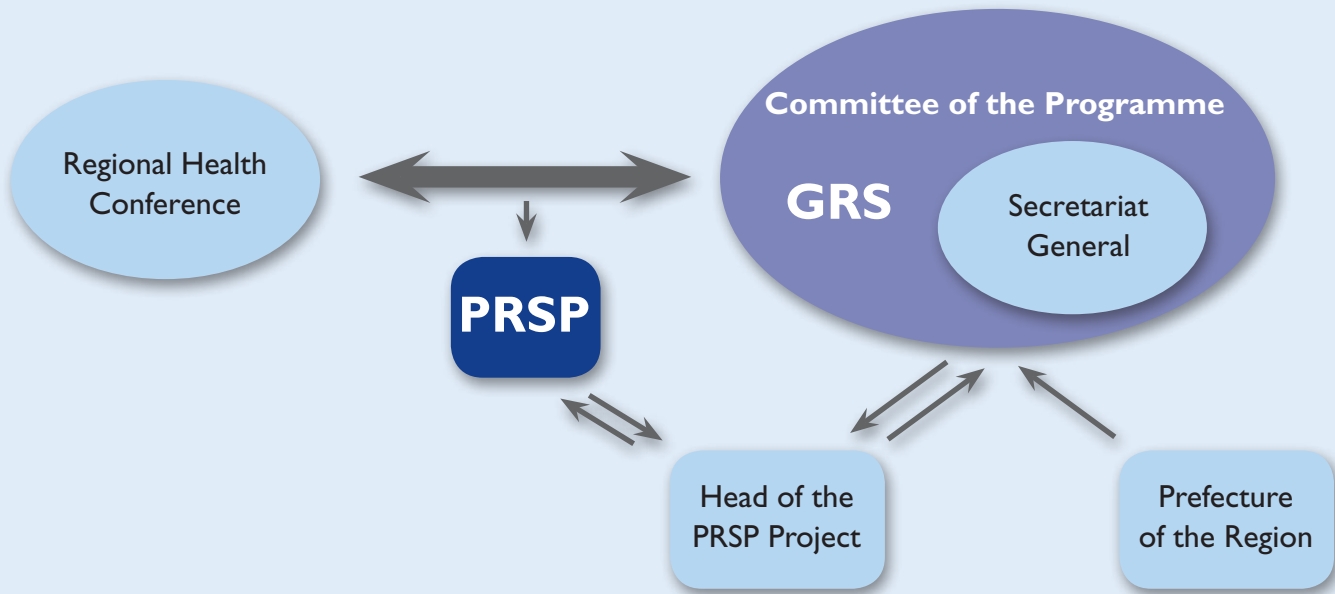 Regional Health
Conference
Committee of the Programme
GRS
Secretariat
General
PRSP
Head of the
PRSP Project
Prefecture
of the Region